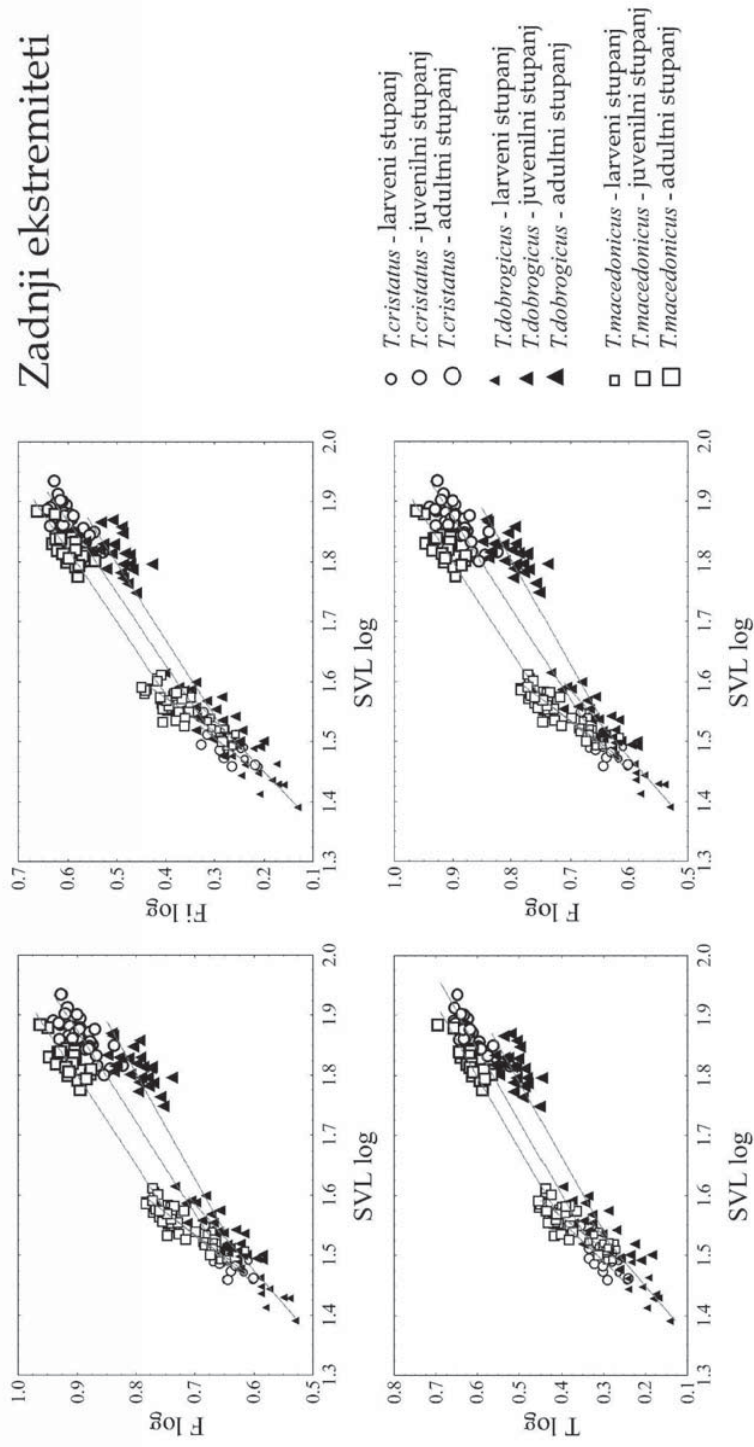 Zadnji ekstremiteti
F log
1.0
0.9
0.8
0.7
0.6
0.5
1.3 1.4 1.5 1.6 1.7 1.8 1.9 2.0
SVL log
Fi log
0.7
0.6
0.5
0.4
0.3
0.2
0.1
1.3 1.4 1.5 1.6 1.7 1.8 1.9 2.0
SVL log
T log
0.8
0.7
0.6
0.5
0.4
0.3
0.2
0.1
1.3 1.4 1.5 1.6 1.7 1.8 1.9 2.0
SVL log
F log
1.0
0.9
0.8
0.7
0.6
0.5
1.3 1.4 1.5 1.6 1.7 1.8 1.9 2.0
SVL log
T.cristatus - larveni stupanj
T.cristatus - juvenilni stupanj
T.cristatus - adultni stupanj
T.dobrogicus - larveni stupanj
T.dobrogicus - juvenilni stupanj
T.dobrogicus - adultni stupanj
T.macedonicus - larveni stupanj
T.macedonicus - juvenilni stupanj
T.macedonicus - adultni stupanj